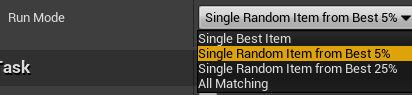 Run Mode
Single Random Item from Best 5%
Single Best Item
Single Random Item from Best 5%
Task
Single Random Item from Best 25%
All Matching